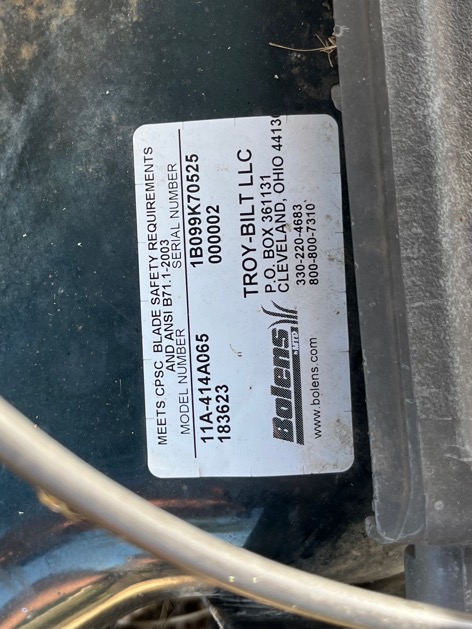 MEETS CPSC BLADE SAFETY REQUIREMENTS
AND ANSI B71.1-2003
MODEL NUMBER SERIAL NUMBER
11A-414A065 1B099K70525
183623 000002
Bolens
MTD
www.bolens.com
TROY-BILT LLC
P.O. BOX 361131
CLEVELAND, OHIO 44136
330-220-4683
800-800-7310